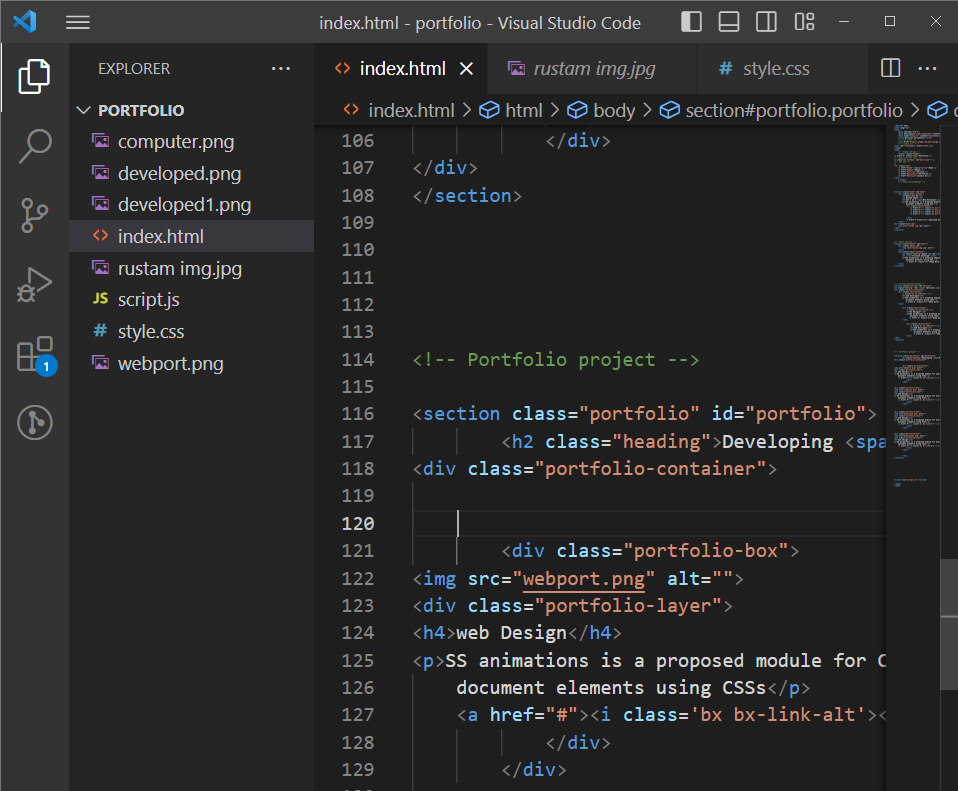 index.html - portfolio - Visual Studio Code
EXPLORER
index.html
rustam img.jpg
# style.css
PORTFOLIO
index.html > html > body > section#portfolio.portfolio >
computer.png
developed.png
developed1.png
index.html
rustam img.jpg
JS script.js
# style.css
webport.png
1
106 </div>
107 </div>
108 </section>
109
110
111
112
113
114 <!-- Portfolio project -->
115
116 <section class="portfolio" id="portfolio">
117 <h2 class="heading">Developing <spa
118 <div class="portfolio-container">
119
120
121 <div class="portfolio-box">
122 <img src="webport.png" alt="">
123 <div class="portfolio-layer">
124 <h4>web Design</h4>
125 <p>SS animations is a proposed module for C
126 document elements using CSSs</p>
127 <a href="#"><i class='bx bx-link-alt'><
128 </div>
129 </div>